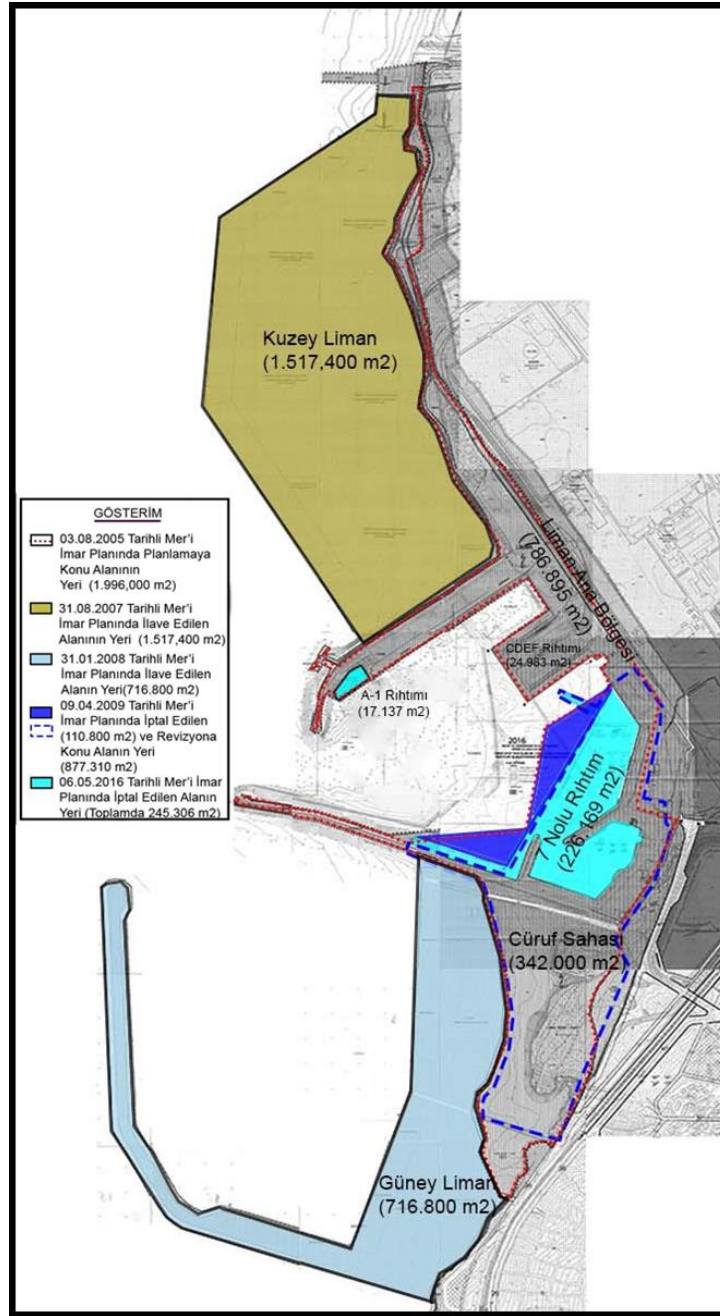 Kuzey Liman
(1.517,400 m2)
GÖSTERİM
03.08.2005 Tarihli Mer'i
İmar Planında Planlamaya
Konu Alanının
Yeri (1.996,000 m2)
31.08.2007 Tarihli Mer'i
İmar Planında İlave Edilen
Alanının Yeri (1.517,400 m2)
31.01.2008 Tarihli Mer'i
İmar Planında İlave Edilen
Alanın Yeri(716.800 m2)
09.04.2009 Tarihli Mer'i
İmar Planında İptal Edilen
(110.800 m2) ve Revizyona
Konu Alanın Yeri
(877.310 m2)
06.05.2016 Tarihli Mer'i İmar
Planında İptal Edilen Alanın
Yeri (Toplamda 245.306 m2)
Liman Ana Bölgesi
(786.895 m2)
CDEF Rıhtımı
(24.983 m2)
A-1 Rıhtımı
(17.137 m2)
2016
7 Nolu Rıhtım
(226.169 m2)
Cüruf Sahası
(342.000 m2)
Güney Liman
(716.800 m2)